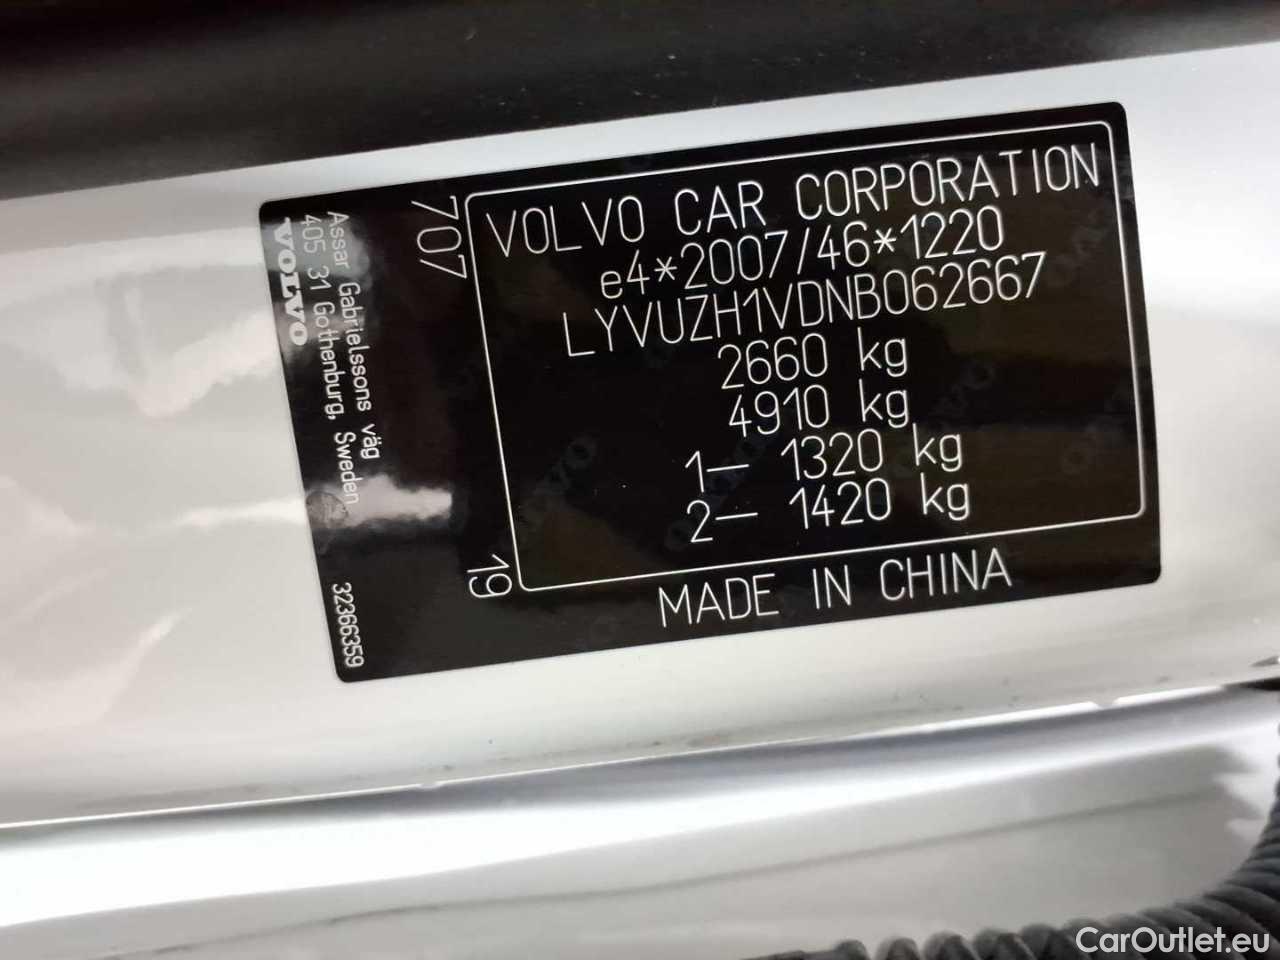 VOLVO
Assar Gabrielssons väg
405 31 Gothenburg, Sweden
32366359
707
19
VOLVO CAR CORPORATION
e4*2007/46*1220
LYVUZH1VDNB062667
2660 kg
4910 kg
1– 1320 kg
2– 1420 kg
MADE IN CHINA
CarOutlet.eu